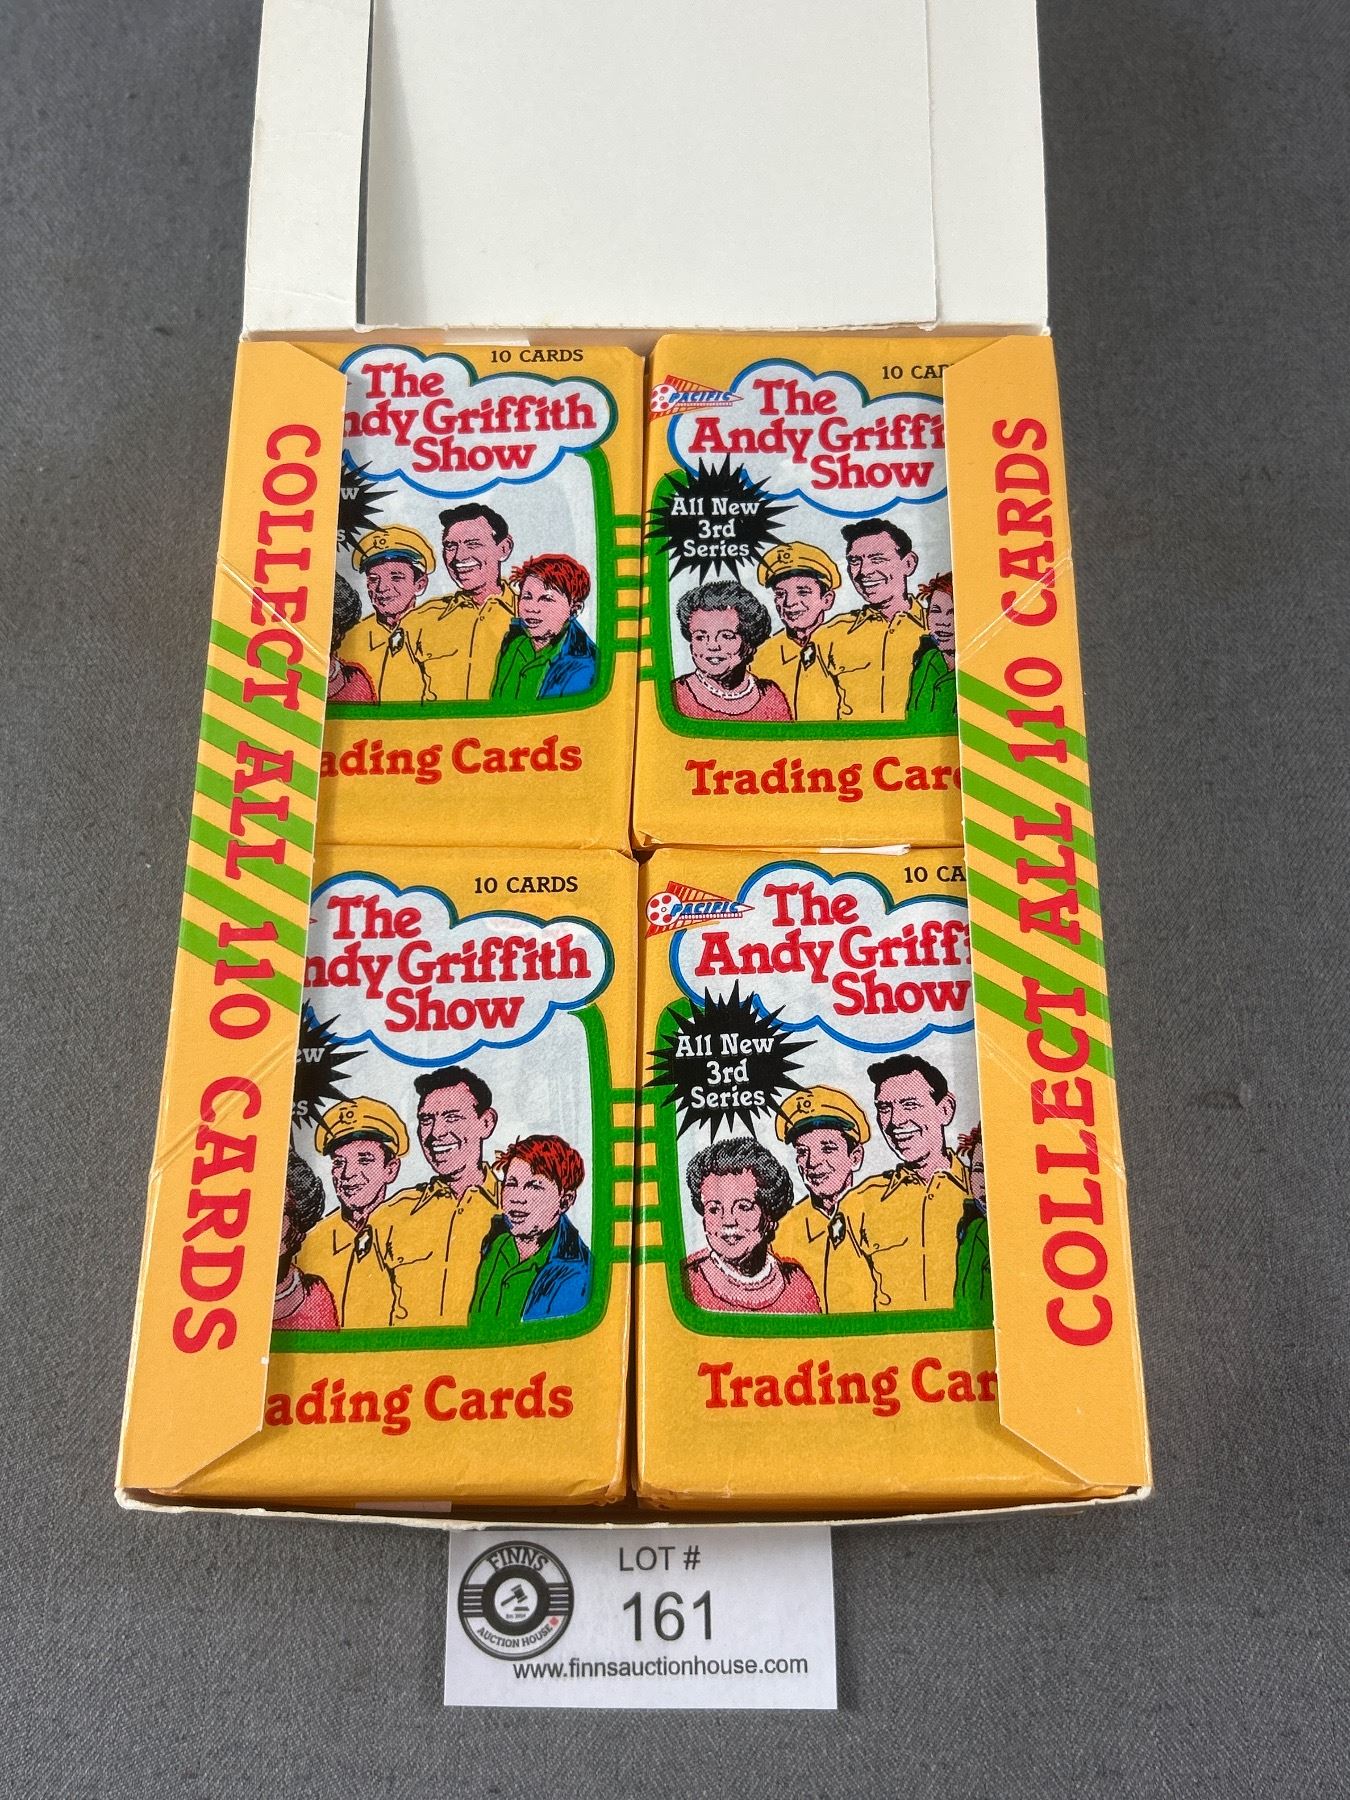 COLLECT ALL 110 CARDS
10 CARDS
The
ndy Griffith
Show
w
s
ading Cards
10 CAR
PACIFIC
The
Andy Griffi
Show
All New
3rd
Series
Trading Car
10 CARDS
The
ndy Griffith
Show
ew
es
ading Cards
10 CA
PACIFIC
The
Andy Griff
Show
All New
3rd
Series
Trading Car
COLLECT ALL 110 CARDS
FINNS
AUCTION HOUSE
LOT #
161
www.finnsauctionhouse.com